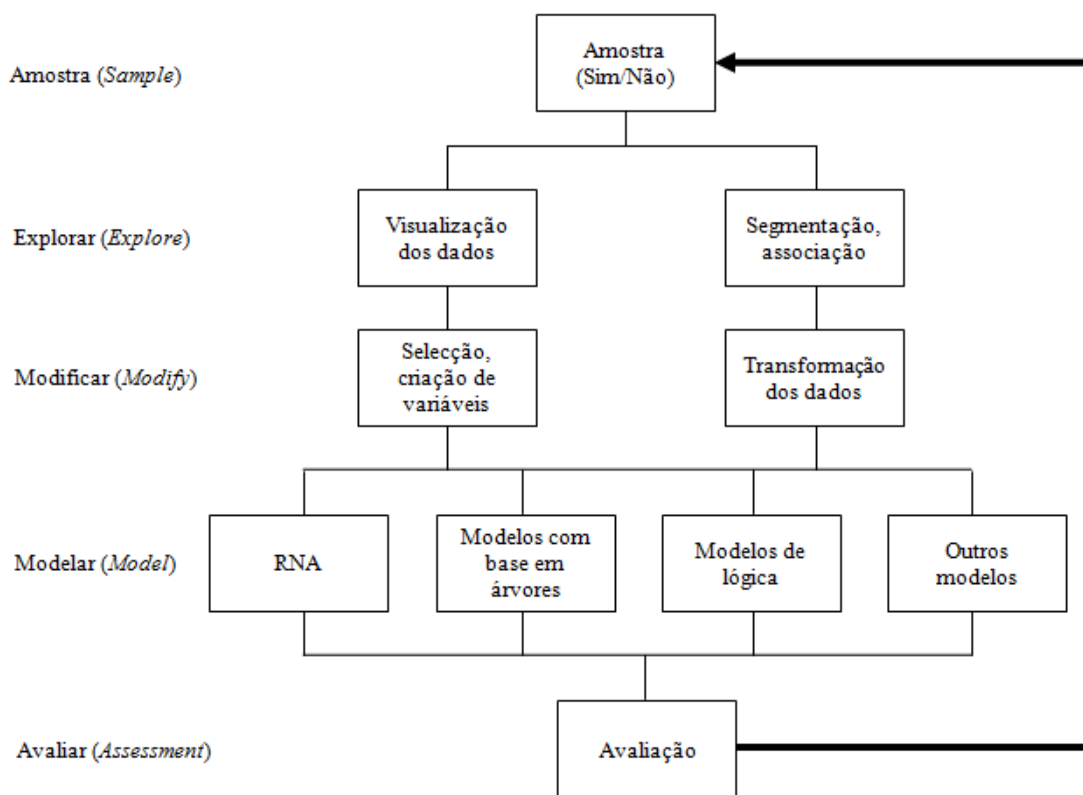 Amostra (Sample)
Amostra
(Sim/Não)
Explorar (Explore)
Visualização
dos dados
Segmentação,
associação
Modificar (Modify)
Selecção,
criação de
variáveis
Transformação
dos dados
Modelar (Model)
RNA
Modelos com
base em
árvores
Modelos de
lógica
Outros
modelos
Avaliar (Assessment)
Avaliação